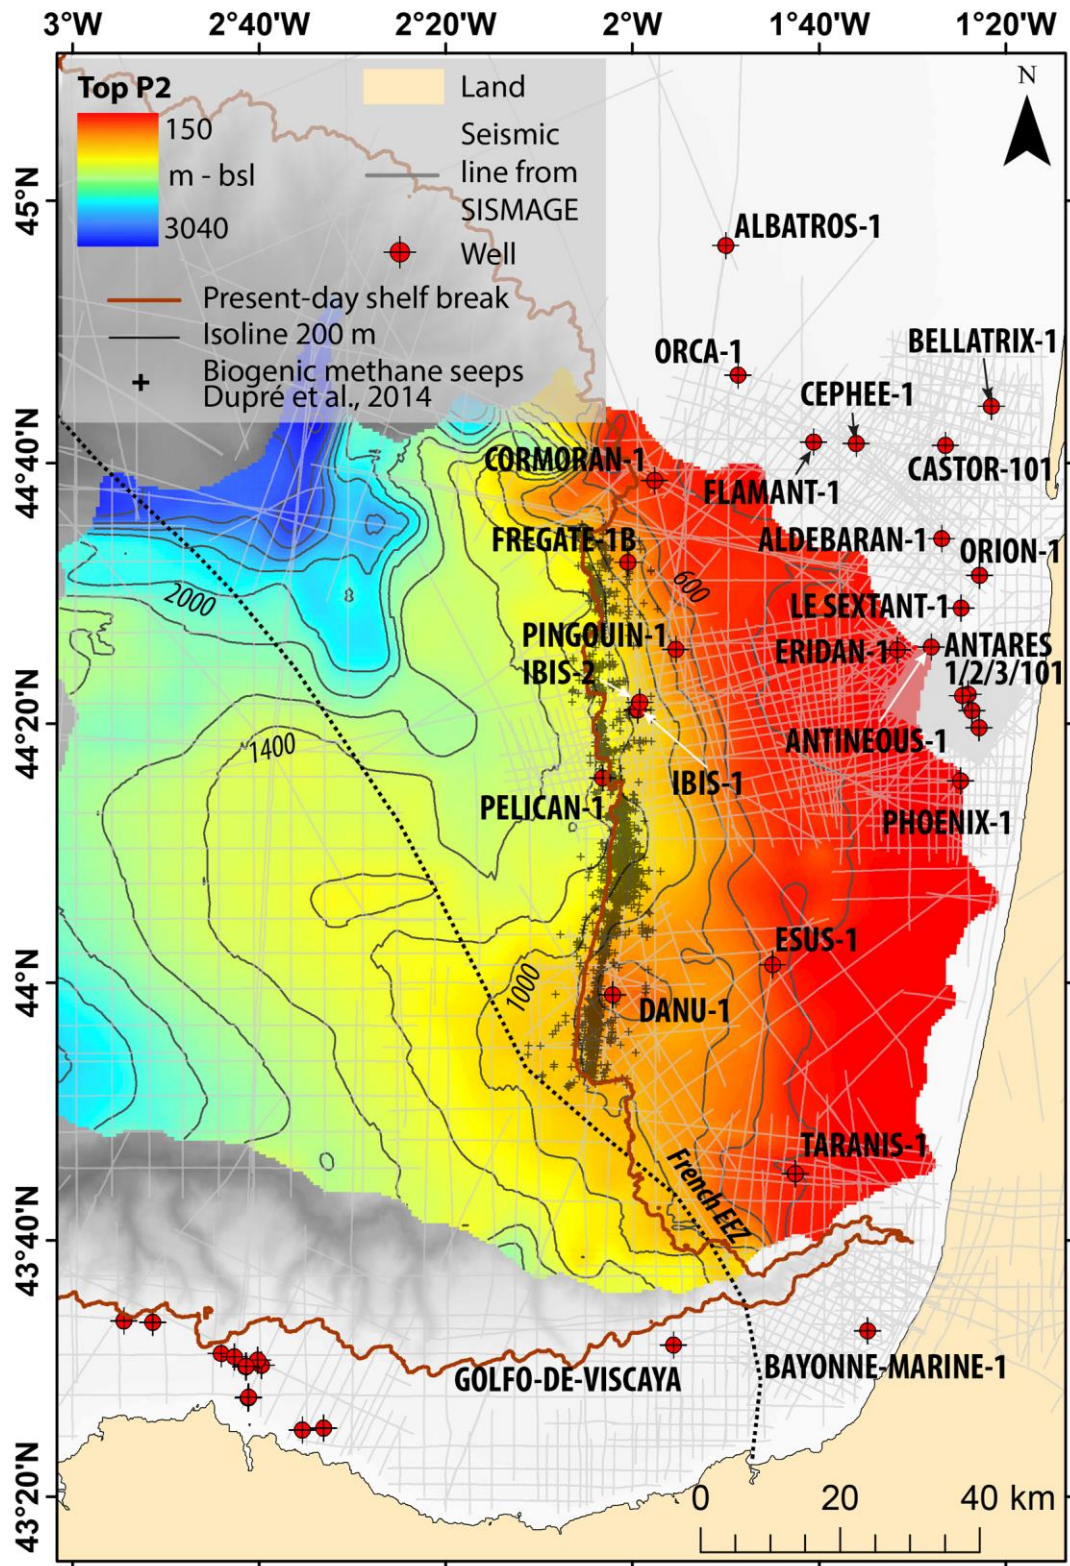 3°0'W 2°40'W 2°20'W 2°0'W 1°40'W 1°20'W
N
Top P2
150
m - bsl
3040
Land
Seismic
line from
SISMAGE
Well
Present-day shelf break
Isoline 200 m
Biogenic methane seeps
Dupré et al., 2014
45°N
ALBATROS-1
ORCA-1
BELLATRIX-1
CEPHEE-1
44°40'N
CORMORAN-1
FLAMANT-1
CASTOR-101
FREGATE-1B
ALDEBARAN-1
ORION-1
600
2000
LE SEXTANT-1
PINGOUIN-1
ERIDAN-1
ANTARES
1/2/3/101
IBIS-2
44°20'N
1400
ANTINEOUS-1
IBIS-1
PELICAN-1
PHOENIX-1
ESUS-1
44°N
1000
DANU-1
TARANIS-1
French EEZ
43°40'N
GOLFO-DE-VISCAYA
BAYONNE-MARINE-1
43°20'N
0 20 40 km